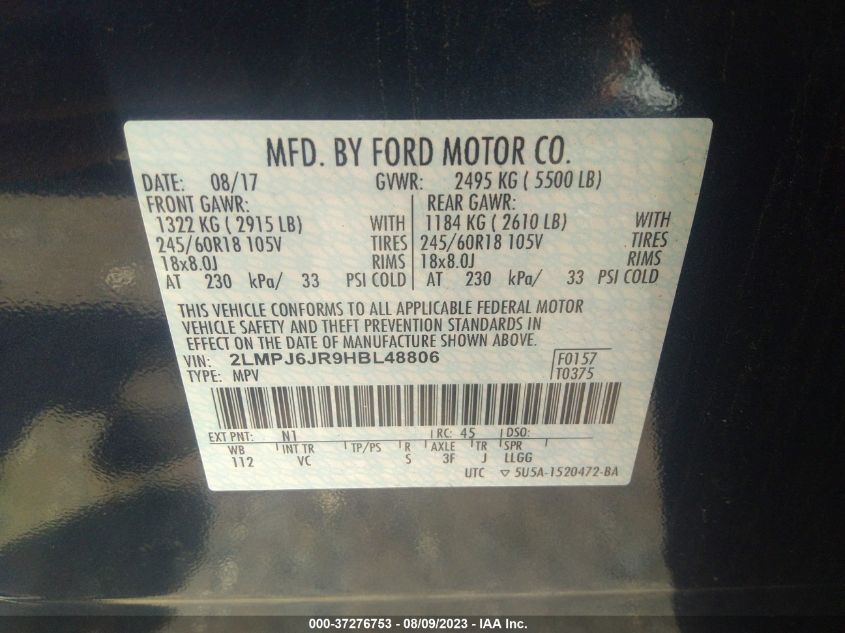 MFD. BY FORD MOTOR CO.
DATE: 08/17 GVWR: 2495 KG ( 5500 LB)
FRONT GAWR: REAR GAWR:
1322 KG ( 2915 LB) WITH 1184 KG ( 2610 LB) WITH
245/60R18 105V TIRES 245/60R18 105V TIRES
18x8.0J RIMS 18x8.0J RIMS
AT 230 kPa/ 33 PSI COLD AT 230 kPa/ 33 PSI COLD
THIS VEHICLE CONFORMS TO ALL APPLICABLE FEDERAL MOTOR
VEHICLE SAFETY AND THEFT PREVENTION STANDARDS IN
EFFECT ON THE DATE OF MANUFACTURE SHOWN ABOVE.
VIN: 2LMPJ6JR9HBL48806 F0157
TYPE: MPV T0375
EXT PNT: N1 RC: 45 DSO:
WB INT TR TP/PS R AXLE TR SPR
112 VC S 3F J LLGG
UTC ▽ 5U5A-1520472-BA
000-37276753 - 08/09/2023 - IAA Inc.